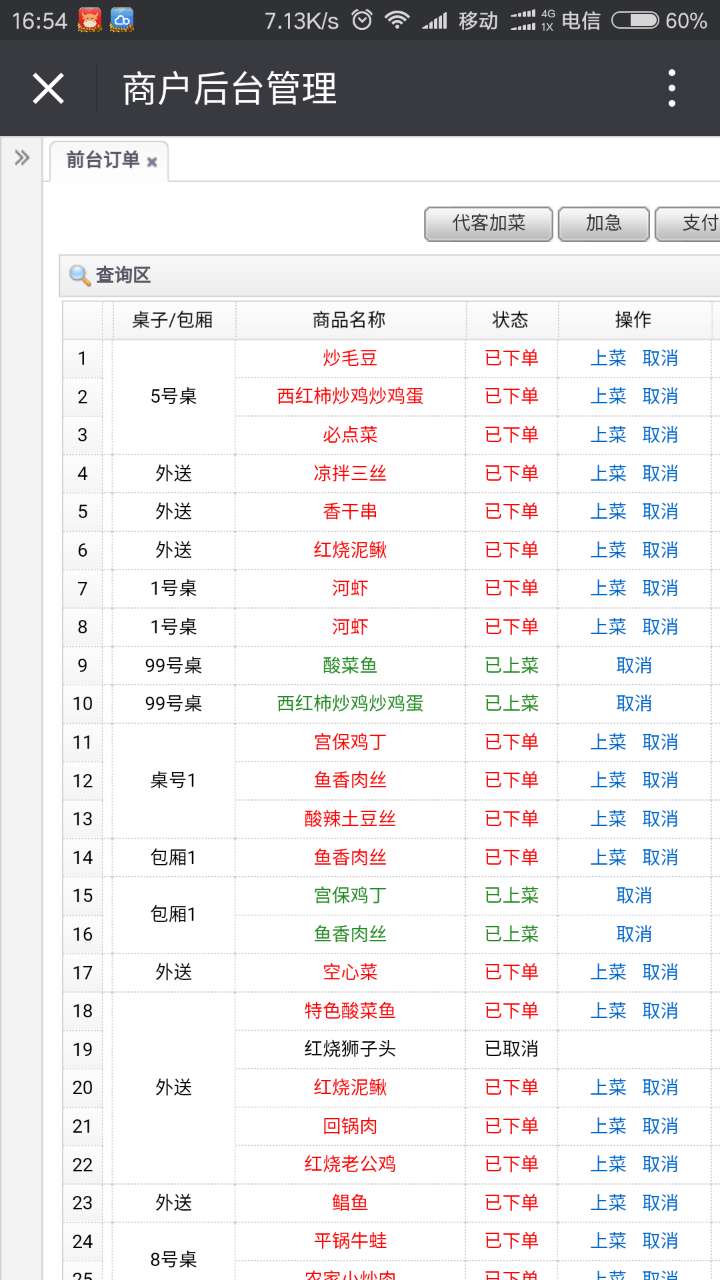 16:54 7.13K/s 移动 4G 1X 电信 60%
商户后台管理
前台订单
代客加菜 加急 支付
查询区
桌子/包厢 商品名称 状态 操作
1 炒毛豆 已下单 上菜 取消
2 5号桌 西红柿炒鸡炒鸡蛋 已下单 上菜 取消
3 必点菜 已下单 上菜 取消
4 外送 凉拌三丝 已下单 上菜 取消
5 外送 香干串 已下单 上菜 取消
6 外送 红烧泥鳅 已下单 上菜 取消
7 1号桌 河虾 已下单 上菜 取消
8 1号桌 河虾 已下单 上菜 取消
9 99号桌 酸菜鱼 已上菜 取消
10 99号桌 西红柿炒鸡炒鸡蛋 已上菜 取消
11 宫保鸡丁 已下单 上菜 取消
12 桌号1 鱼香肉丝 已下单 上菜 取消
13 酸辣土豆丝 已下单 上菜 取消
14 包厢1 鱼香肉丝 已下单 上菜 取消
15 包厢1 宫保鸡丁 已上菜 取消
16 鱼香肉丝 已上菜 取消
17 外送 空心菜 已下单 上菜 取消
18 特色酸菜鱼 已下单 上菜 取消
19 红烧狮子头 已取消
20 外送 红烧泥鳅 已下单 上菜 取消
21 回锅肉 已下单 上菜 取消
22 红烧老公鸡 已下单 上菜 取消
23 外送 鲳鱼 已下单 上菜 取消
24 8号桌 平锅牛蛙 已下单 上菜 取消
25 农家小炒肉 已下单 上菜 取消